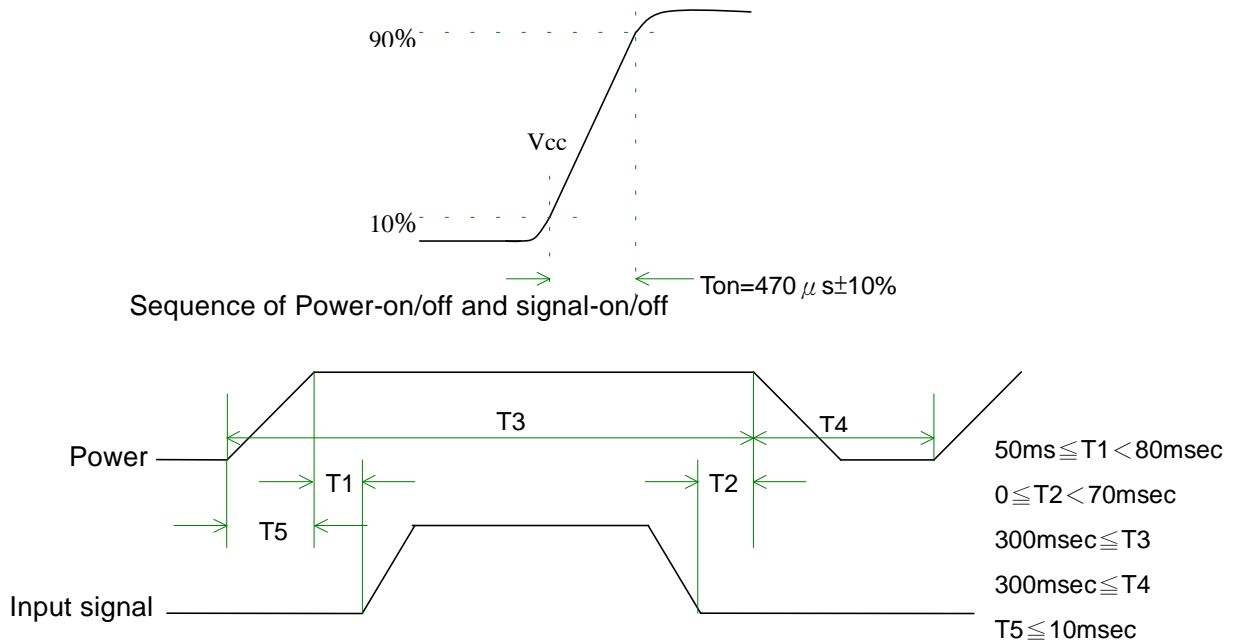 90%
Vcc
10%
Ton=470 μ s±10%
Sequence of Power-on/off and signal-on/off
T3
T4
Power
T1
T2
T5
Input signal
50ms≦T1＜80msec
0≦T2＜70msec
300msec≦T3
300msec≦T4
T5≦10msec